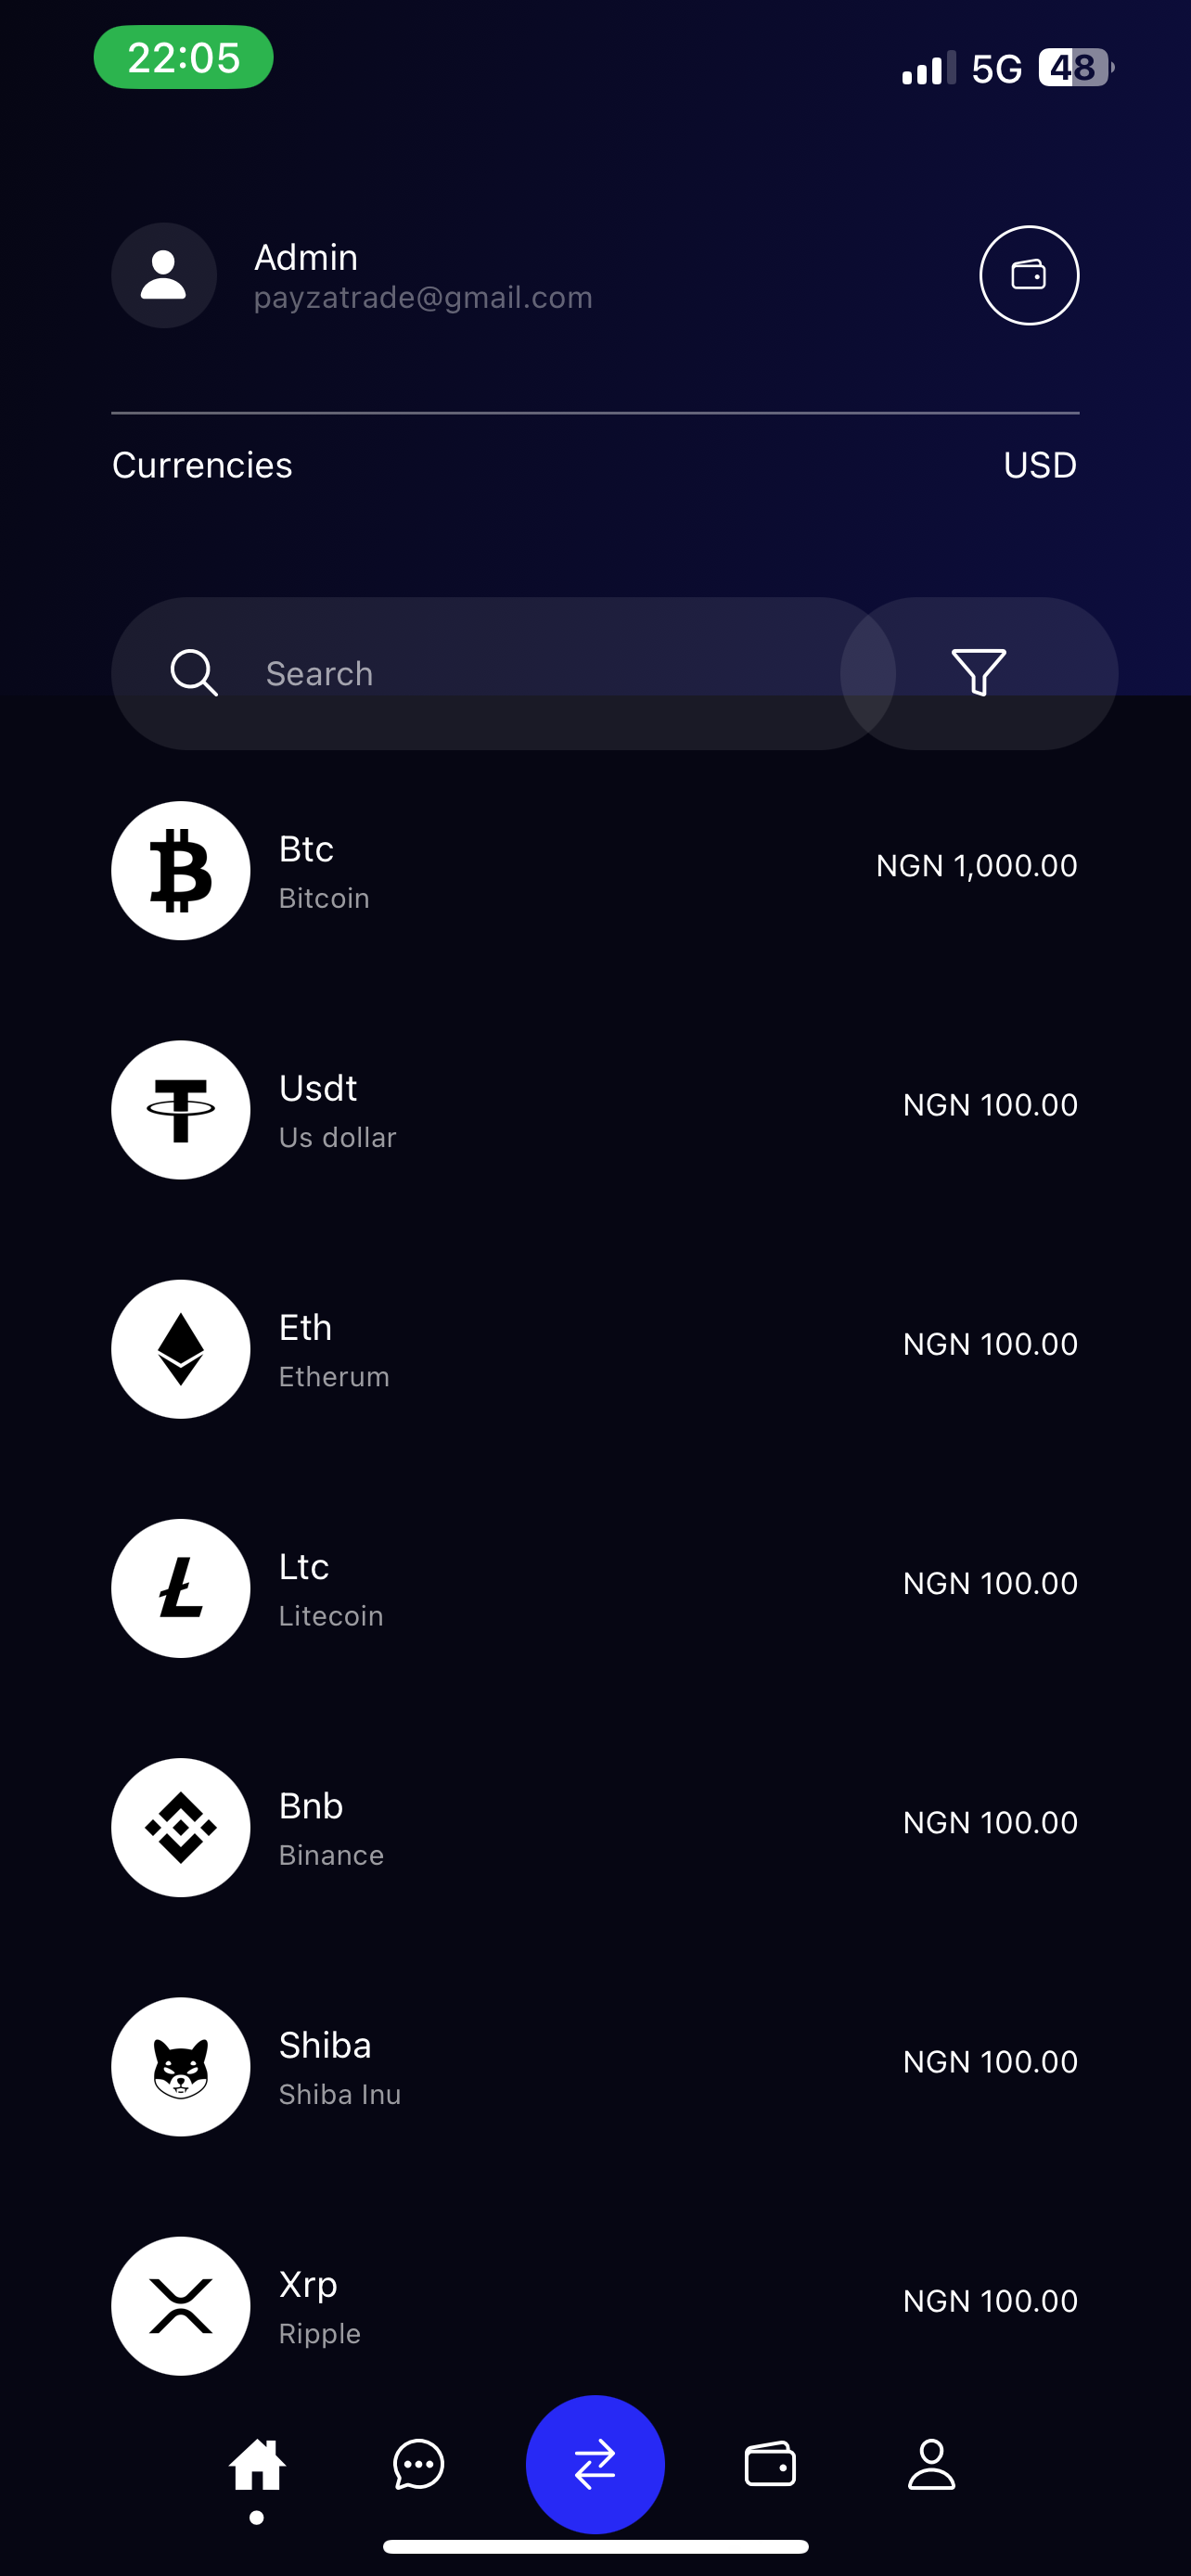 22:05 5G 48
Admin
payzatrade@gmail.com
Currencies USD
Search
Btc
NGN 1,000.00
Bitcoin
Usdt
NGN 100.00
Us dollar
Eth
NGN 100.00
Etherum
Ltc
NGN 100.00
Litecoin
Bnb
NGN 100.00
Binance
Shiba
NGN 100.00
Shiba Inu
Xrp
NGN 100.00
Ripple